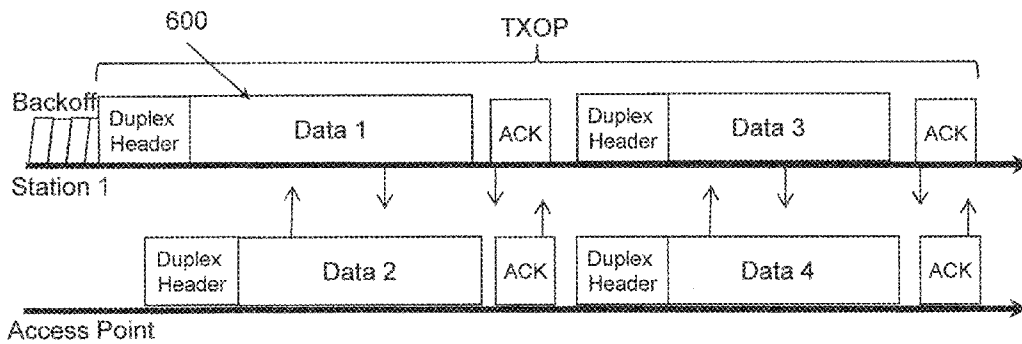 600
TXOP
Backoff
Duplex
Header
Data 1
ACK
Duplex
Header
Data 3
ACK
Station 1
Duplex
Header
Data 2
ACK
Duplex
Header
Data 4
ACK
Access Point